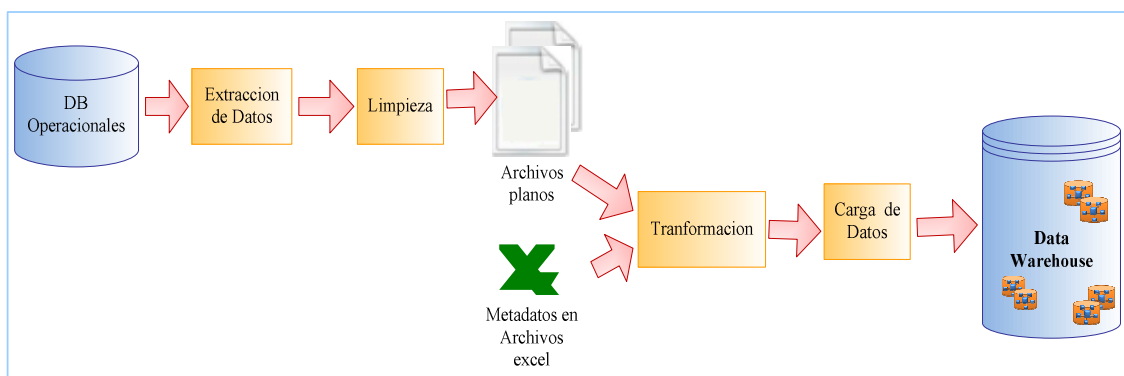 DB
Operacionales
Extraccion
de Datos
Limpieza
Archivos
planos
Metadatos en
Archivos
excel
Tranformacion
Carga de
Datos
Data
Warehouse